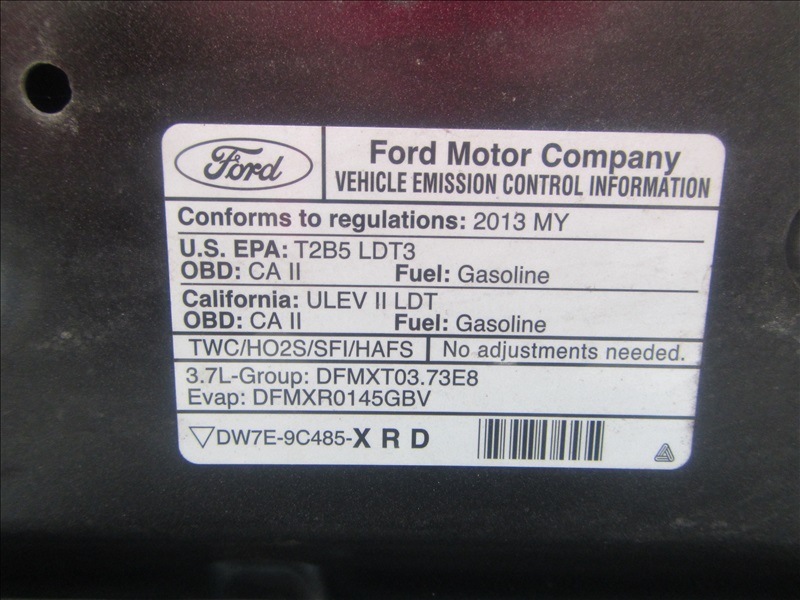 Ford
Ford Motor Company
VEHICLE EMISSION CONTROL INFORMATION
Conforms to regulations: 2013 MY
U.S. EPA: T2B5 LDT3
OBD: CA II Fuel: Gasoline
California: ULEV II LDT
OBD: CA II Fuel: Gasoline
TWC/HO2S/SFI/HAFS No adjustments needed.
3.7L-Group: DFMXT03.73E8
Evap: DFMXR0145GBV
▽DW7E-9C485-X R D